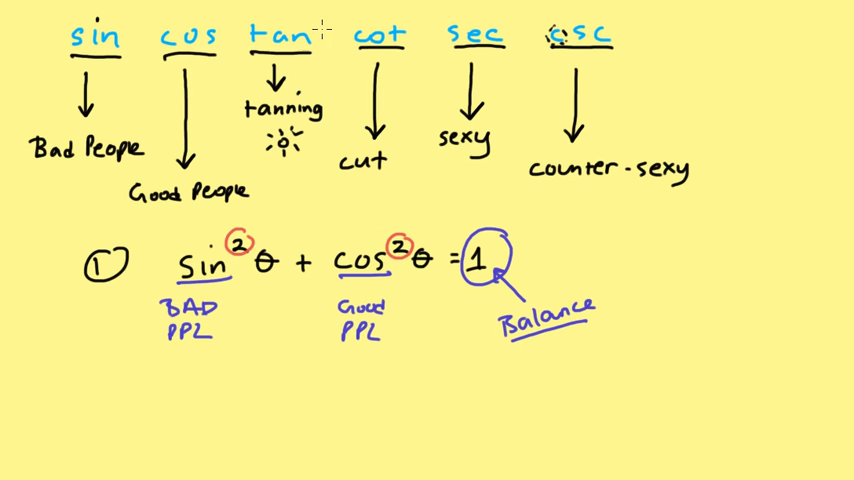 sin cos tan cot sec csc
tanning
Bad People
sexy
cut
counter-sexy
Good People
① sin²θ + cos²θ = 1
BAD Good
PPL PPL
Balance